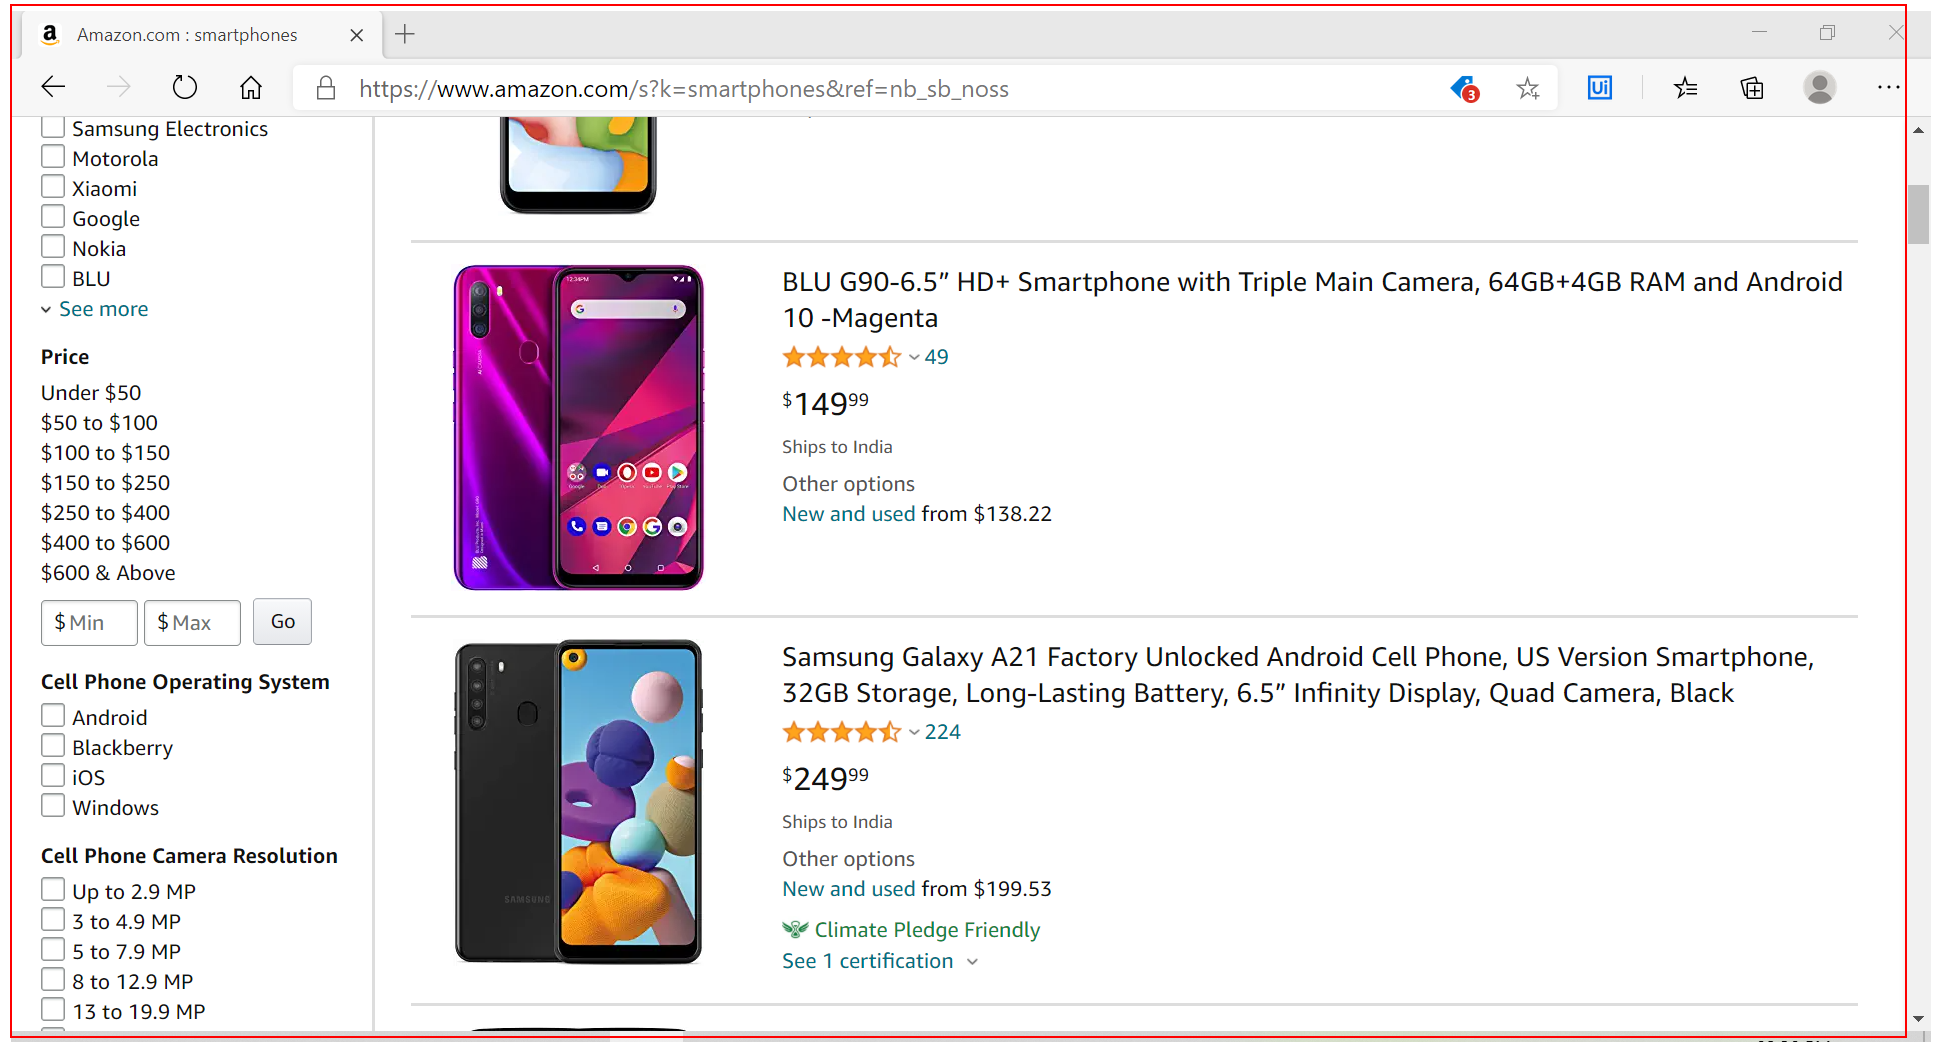 Amazon.com : smartphones
https://www.amazon.com/s?k=smartphones&ref=nb_sb_noss
3
Ui
Samsung Electronics
Motorola
Xiaomi
Google
Nokia
BLU
See more
Price
Under $50
$50 to $100
$100 to $150
$150 to $250
$250 to $400
$400 to $600
$600 & Above
$ Min $ Max Go
Cell Phone Operating System
Android
Blackberry
iOS
Windows
Cell Phone Camera Resolution
Up to 2.9 MP
3 to 4.9 MP
5 to 7.9 MP
8 to 12.9 MP
13 to 19.9 MP
BLU G90-6.5” HD+ Smartphone with Triple Main Camera, 64GB+4GB RAM and Android
10 -Magenta
49
$14999
Ships to India
Other options
New and used from $138.22
Samsung Galaxy A21 Factory Unlocked Android Cell Phone, US Version Smartphone,
32GB Storage, Long-Lasting Battery, 6.5” Infinity Display, Quad Camera, Black
224
$24999
Ships to India
Other options
New and used from $199.53
Climate Pledge Friendly
See 1 certification
SAMSUNG